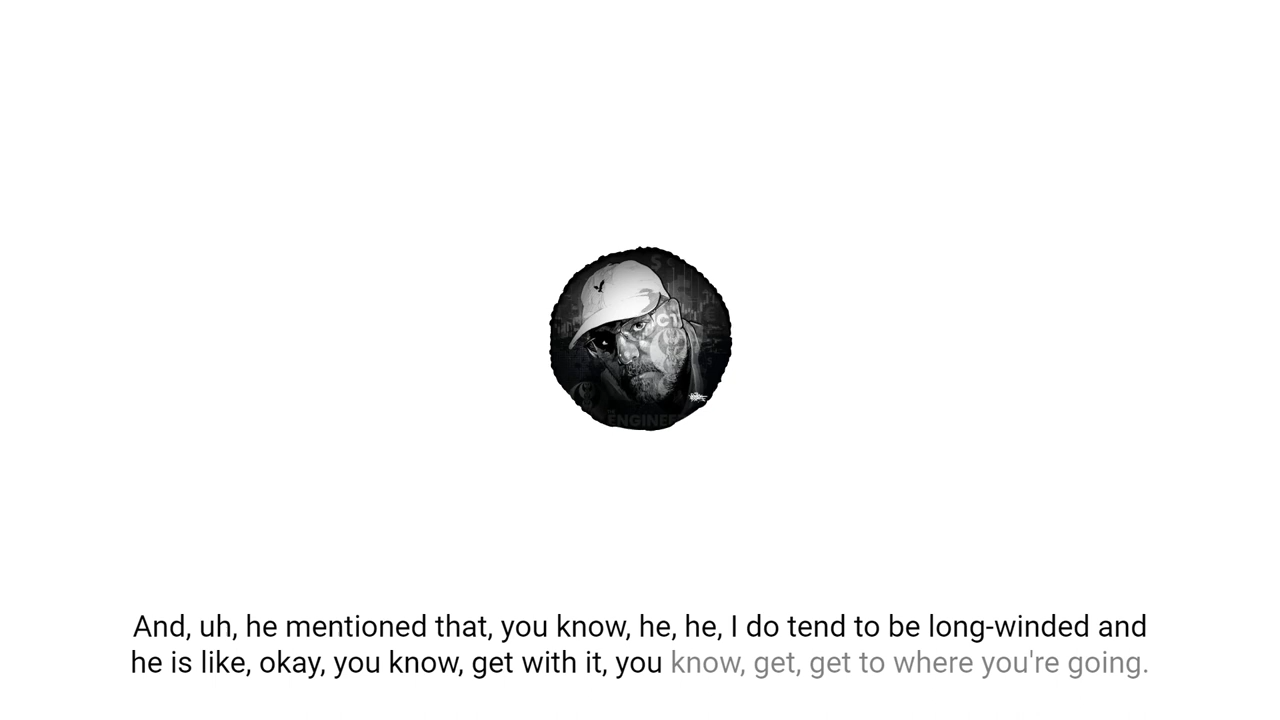 ENGINEE
And, uh, he mentioned that, you know, he, he, I do tend to be long-winded and
he is like, okay, you know, get with it, you know, get, get to where you're going.